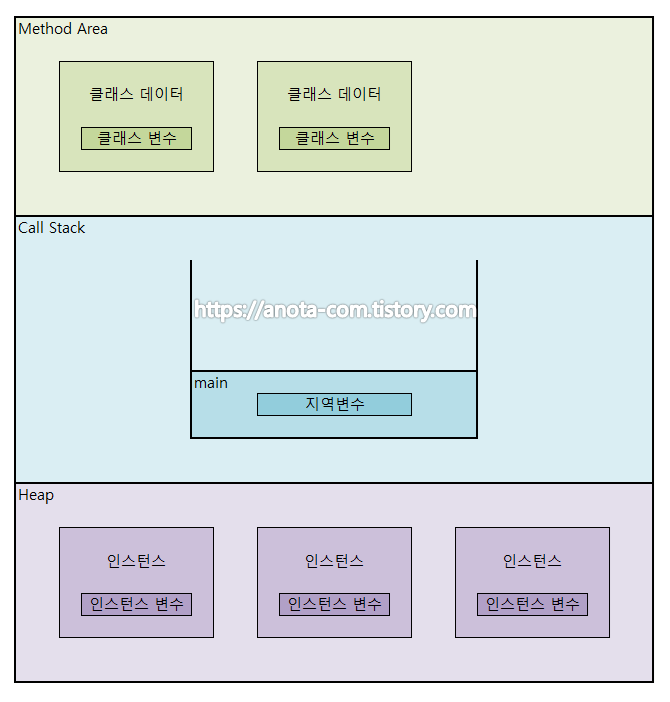 Method Area
클래스 데이터
클래스 데이터
클래스 변수
클래스 변수
Call Stack
https://anota-com.tistory.com
main
지역변수
Heap
인스턴스
인스턴스
인스턴스
인스턴스 변수
인스턴스 변수
인스턴스 변수